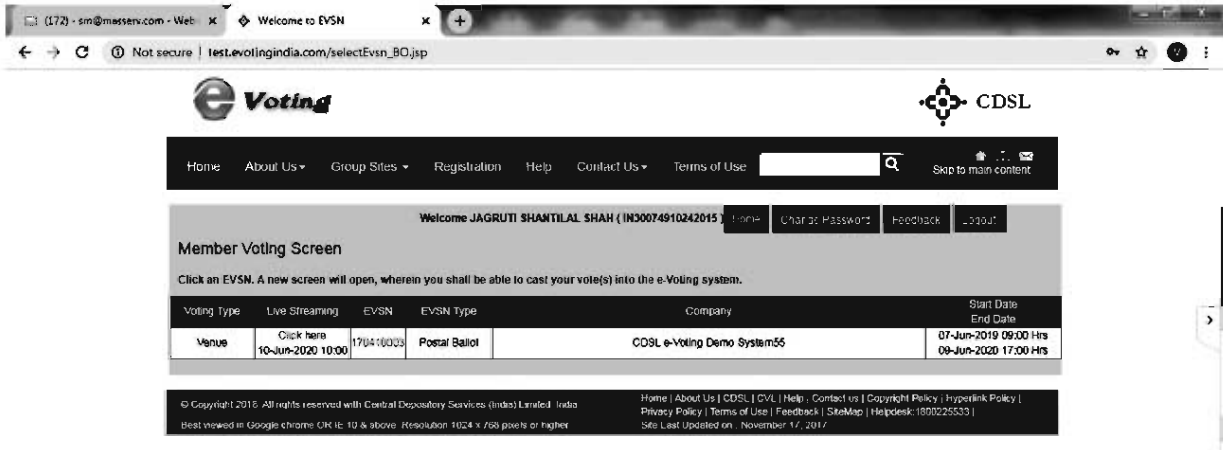 (172) - sm@masserv.com - Web
Welcome to EVSN
Not secure | test.evotingindia.com/selectEvsn_BO.jsp
e Voting
CDSL
Home About Us Group Sites Registration Help Contact Us Terms of Use
Skip to main content
Welcome JAGRUTI SHANTILAL SHAH ( IN30074910242015 ) Home Change Password Feedback Logout
Member Voting Screen
Click an EVSN. A new screen will open, wherein you shall be able to cast your vote(s) into the e-Voting system.
Voting Type Live Streaming EVSN EVSN Type Company Start Date
End Date
Venue Click here Postal Ballot CDSL e-Voting Demo System55 07-Jun-2019 09:00 Hrs
10-Jun-2020 10:00 09-Jun-2020 17:00 Hrs
© Copyright 2018. All rights reserved with Central Depository Services (India) Limited. India
Best viewed in Google chrome OR IE 10 & above. Resolution 1024 x 768 pixels or higher
Home | About Us | CDSL | CVL | Help | Contact us | Copyright Policy | Hyperlink Policy |
Privacy Policy | Terms of Use | Feedback | SiteMap | Helpdesk:1800225533 |
Site Last Updated on : November 17, 2017